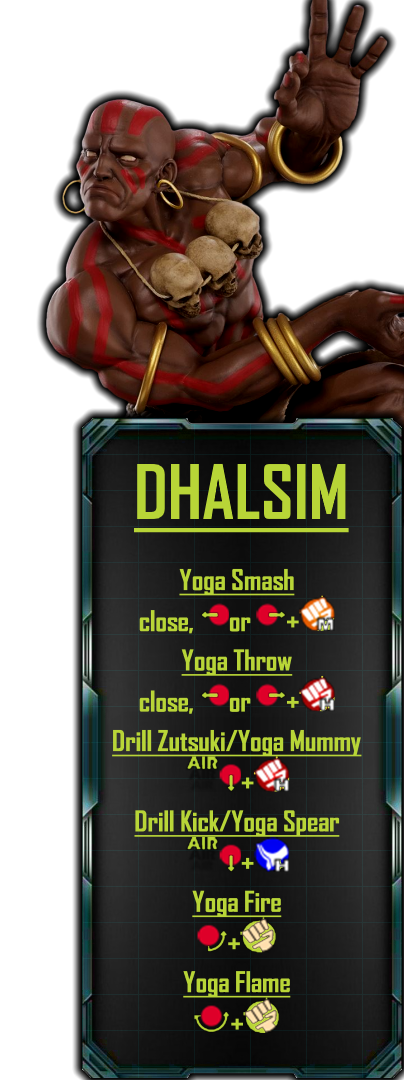 DHALSIM
Yoga Smash
close, or + M
Yoga Throw
close, or + H
Drill Zutsuki/Yoga Mummy
AIR + H
Drill Kick/Yoga Spear
AIR + H
Yoga Fire
+
Yoga Flame
+